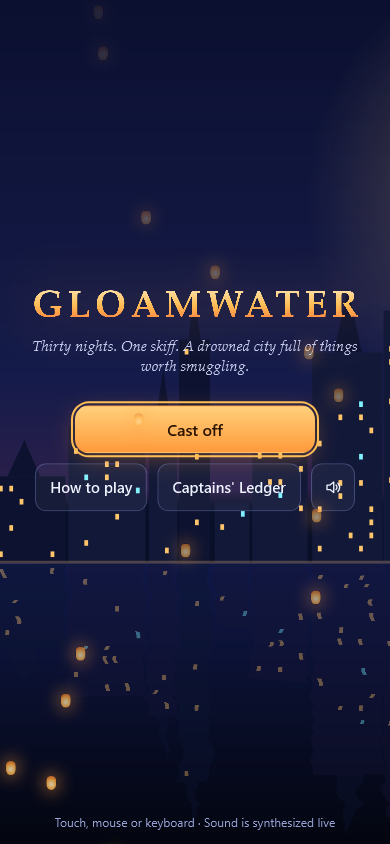 GLOAMWATER
Thirty nights. One skiff. A drowned city full of things
worth smuggling.
Cast off
How to play
Captains' Ledger
Touch, mouse or keyboard · Sound is synthesized live